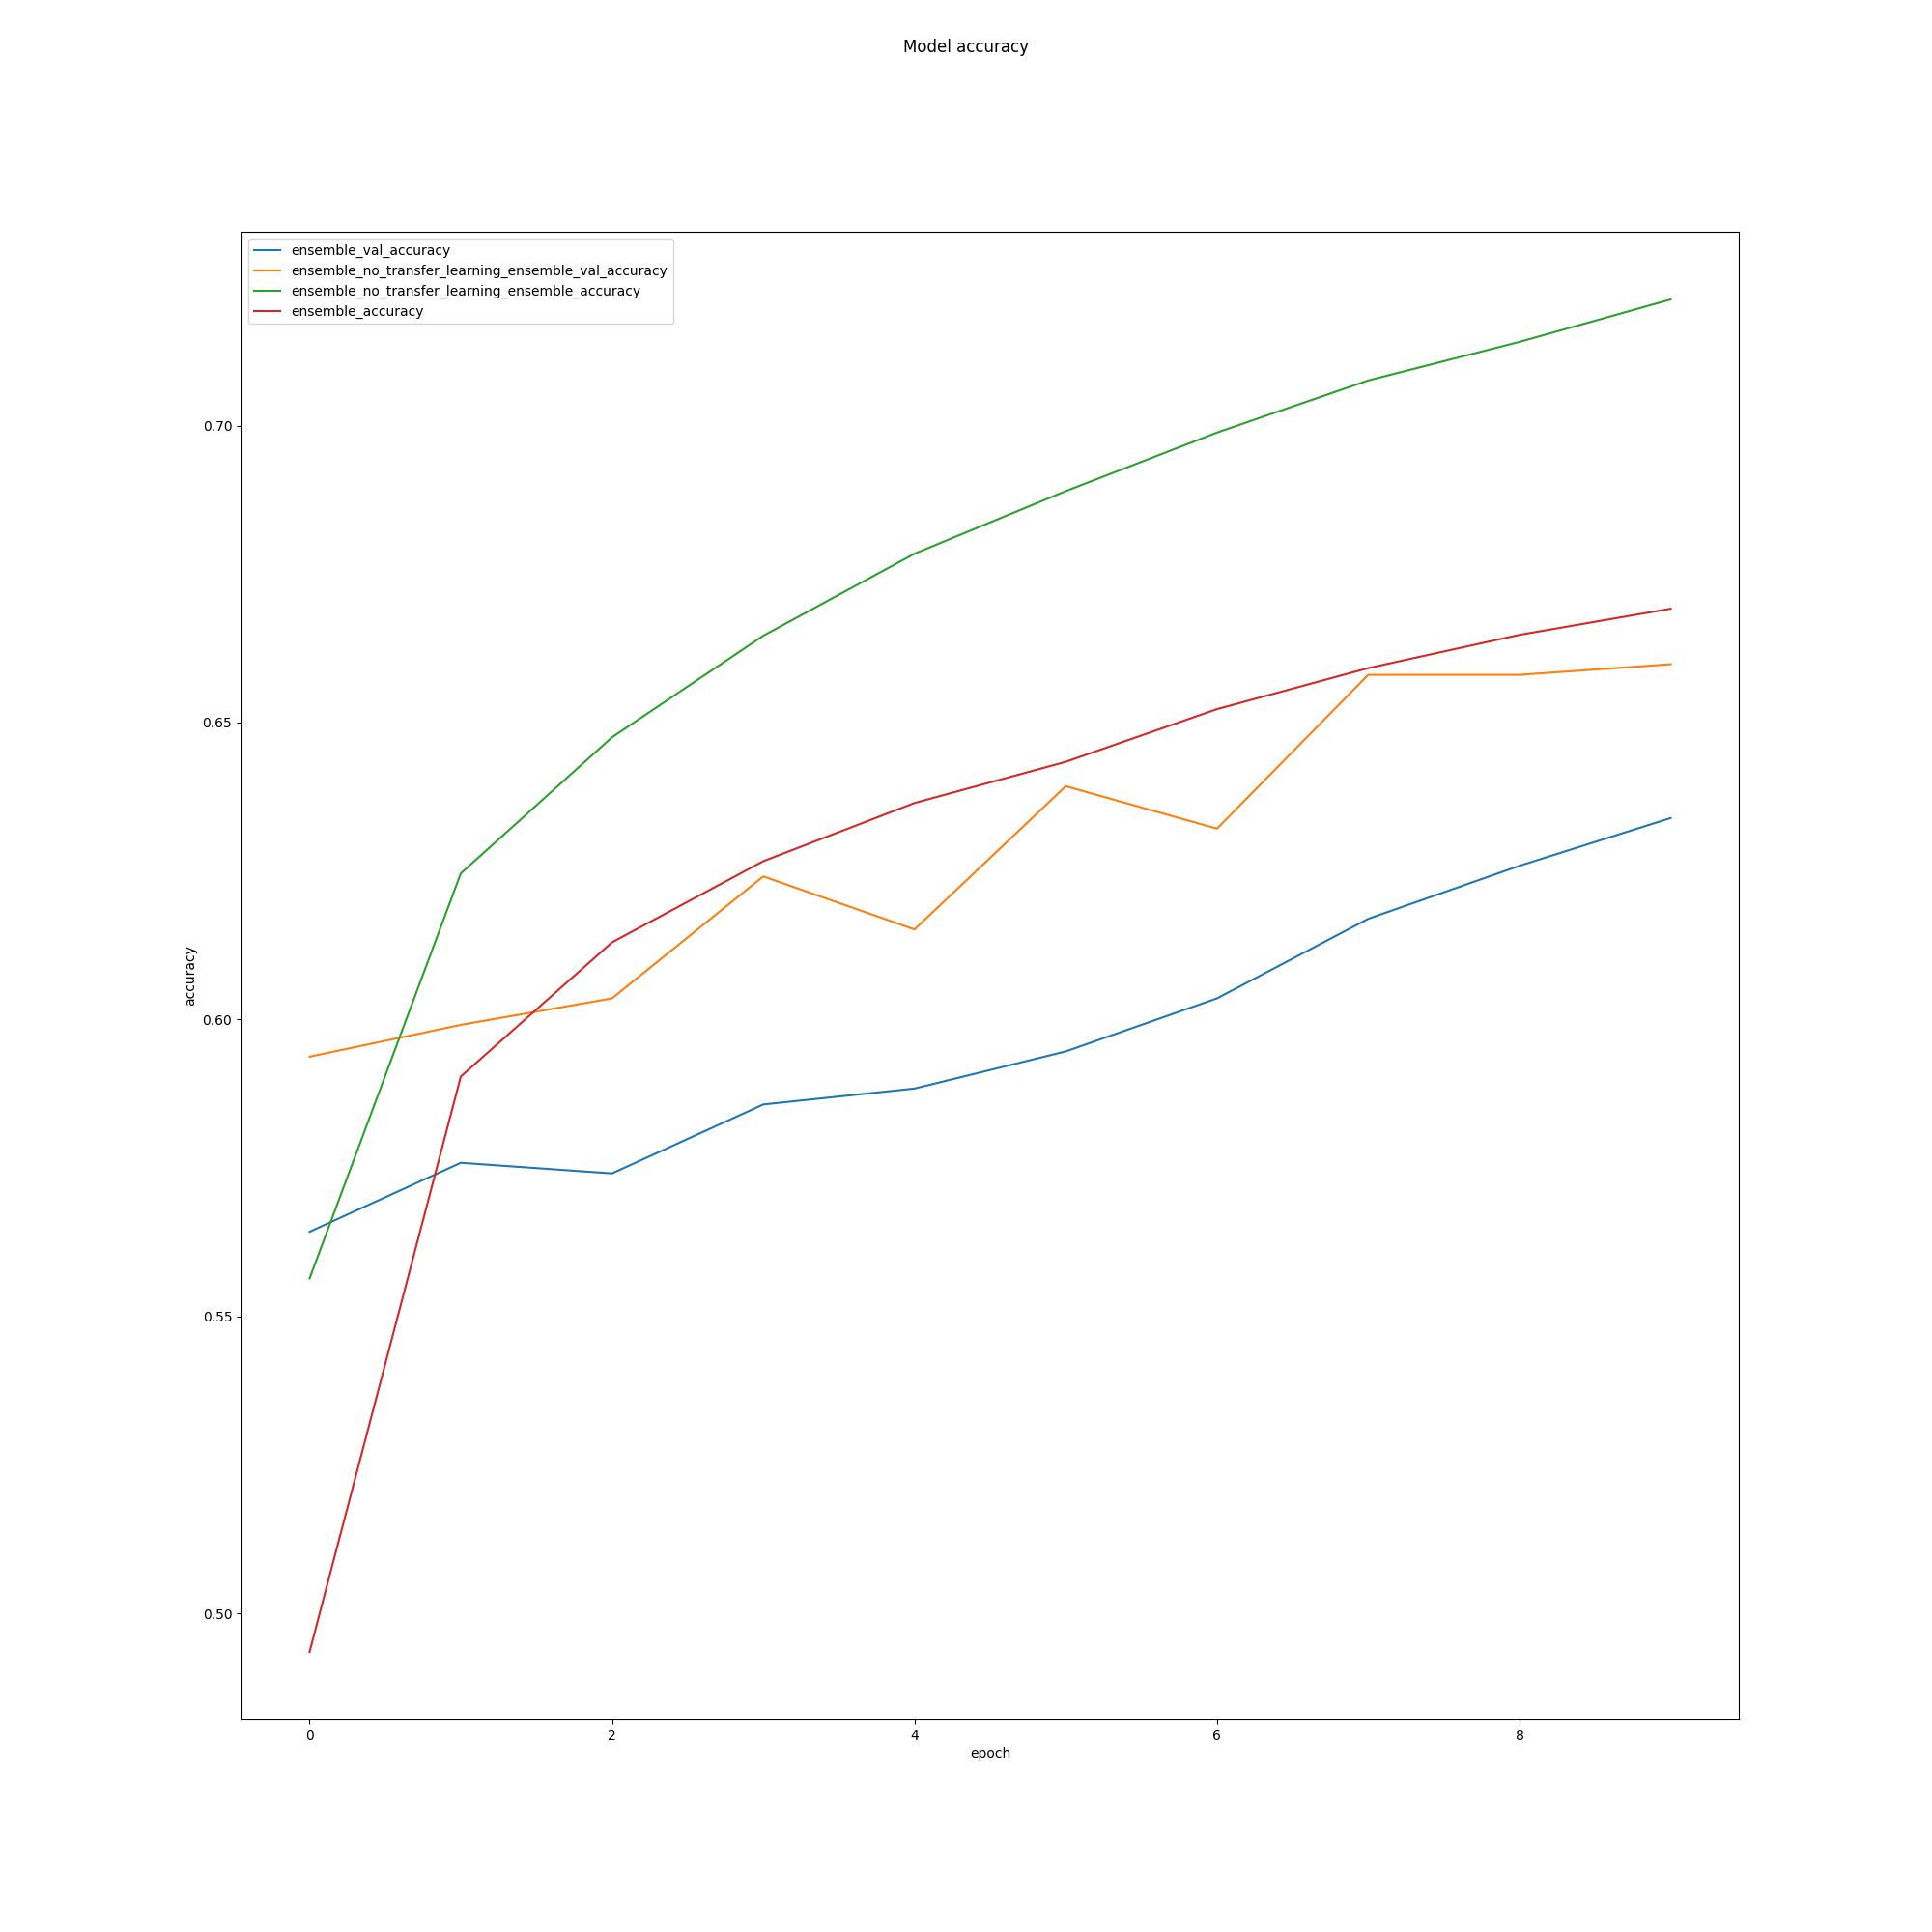 Model accuracy
ensemble_val_accuracy
ensemble_no_transfer_learning_ensemble_val_accuracy
ensemble_no_transfer_learning_ensemble_accuracy
ensemble_accuracy
0.70
0.65
0.60
0.55
0.50
accuracy
0 2 4 6 8
epoch